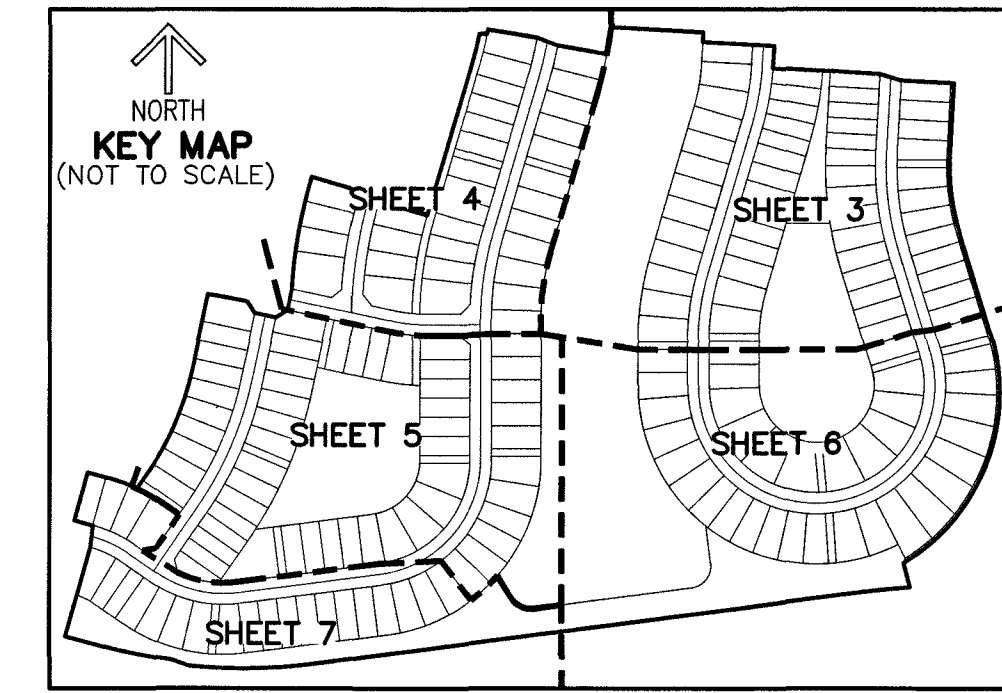 NORTH
KEY MAP
(NOT TO SCALE)
SHEET 4
SHEET 3
SHEET 5
SHEET 6
SHEET 7